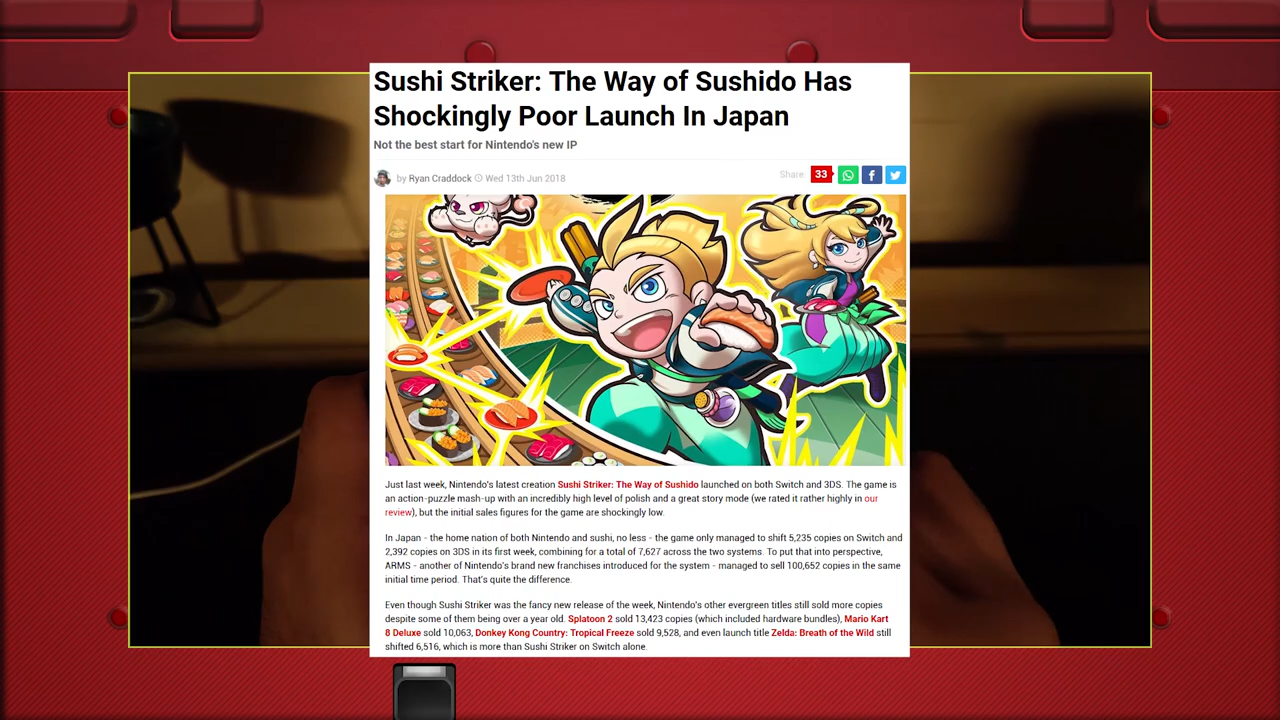 Sushi Striker: The Way of Sushido Has
Shockingly Poor Launch In Japan
Not the best start for Nintendo's new IP
by Ryan Craddock Wed 13th Jun 2018
Share 33
Just last week, Nintendo's latest creation Sushi Striker: The Way of Sushido launched on both Switch and 3DS. The game is
an action-puzzle mash-up with an incredibly high level of polish and a great story mode (we rated it rather highly in our
review), but the initial sales figures for the game are shockingly low.
In Japan - the home nation of both Nintendo and sushi, no less - the game only managed to shift 5,235 copies on Switch and
2,392 copies on 3DS in its first week, combining for a total of 7,627 across the two systems. To put that into perspective,
ARMS - another of Nintendo's brand new franchises introduced for the system - managed to sell 100,652 copies in the same
initial time period. That's quite the difference.
Even though Sushi Striker was the fancy new release of the week, Nintendo's other evergreen titles still sold more copies
despite some of them being over a year old. Splatoon 2 sold 13,423 copies (which included hardware bundles), Mario Kart
8 Deluxe sold 10,063, Donkey Kong Country: Tropical Freeze sold 9,528, and even launch title Zelda: Breath of the Wild still
shifted 6,516, which is more than Sushi Striker on Switch alone.